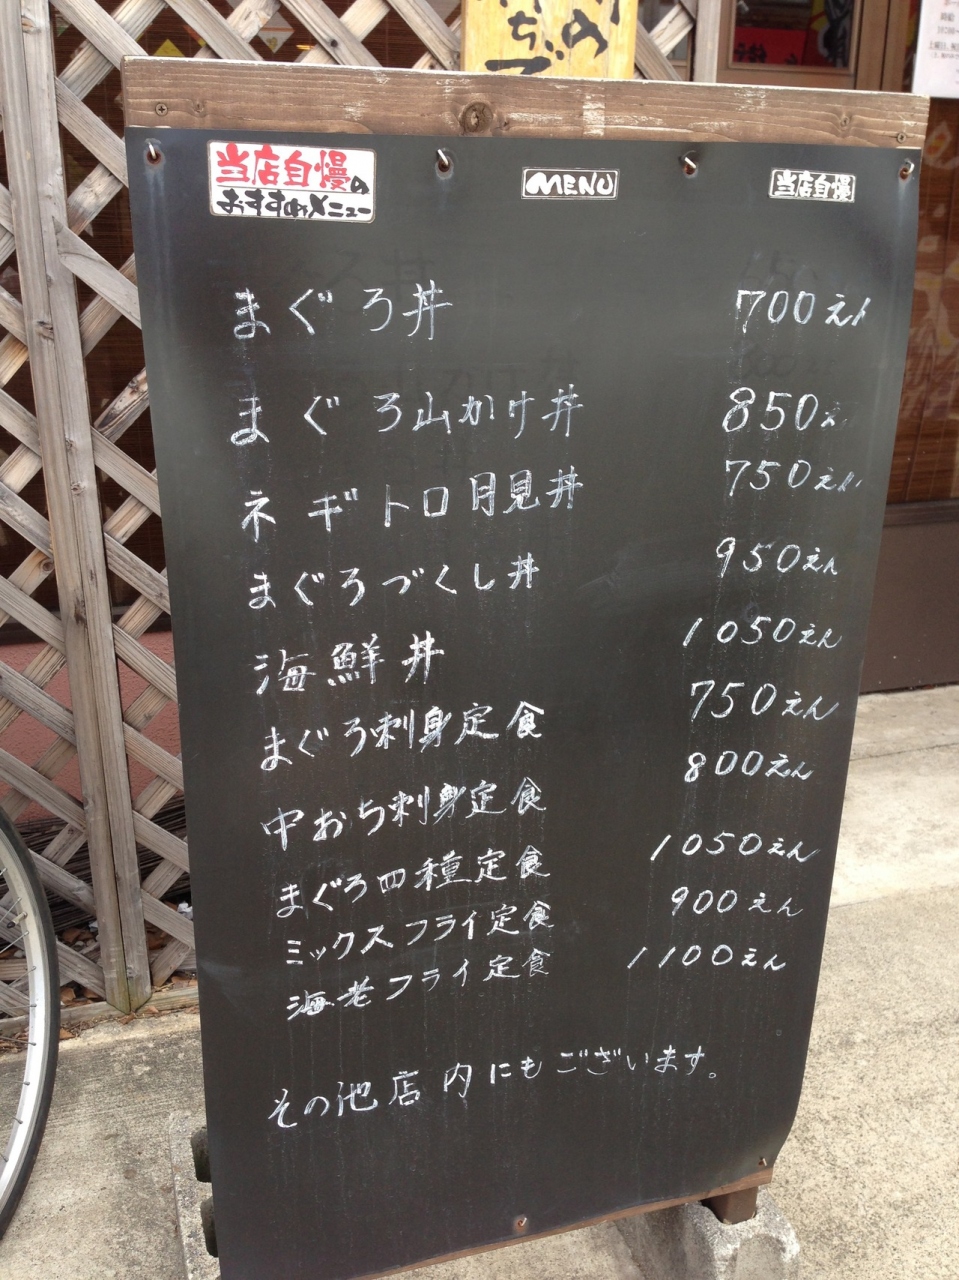 当店自慢の
おすすめメニュー
MENU
当店自慢
まぐろ丼 700えん
まぐろ山かけ丼 850え
ネギトロ月見丼 750えん
まぐろづくし丼 950えん
海鮮丼 1050えん
まぐろ刺身定食 750えん
中おち刺身定食 800えん
まぐろ四種定食 1050えん
ミックスフライ定食 900えん
海老フライ定食 1100えん
その他店内にもございます。